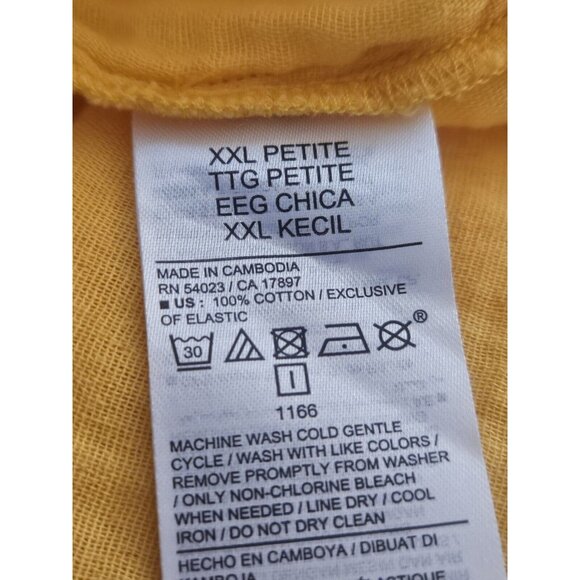 XXL PETITE
TTG PETITE
EEG CHICA
XXL KECIL
MADE IN CAMBODIA
RN 54023 / CA 17897
■ US : 100% COTTON / EXCLUSIVE
OF ELASTIC
30
®
1166
MACHINE WASH COLD GENTLE
CYCLE / WASH WITH LIKE COLORS /
REMOVE PROMPTLY FROM WASHER
/ ONLY NON-CHLORINE BLEACH
WHEN NEEDED / LINE DRY / COOL
IRON / DO NOT DRY CLEAN
HECHO EN CAMBOYA / DIBUAT DI